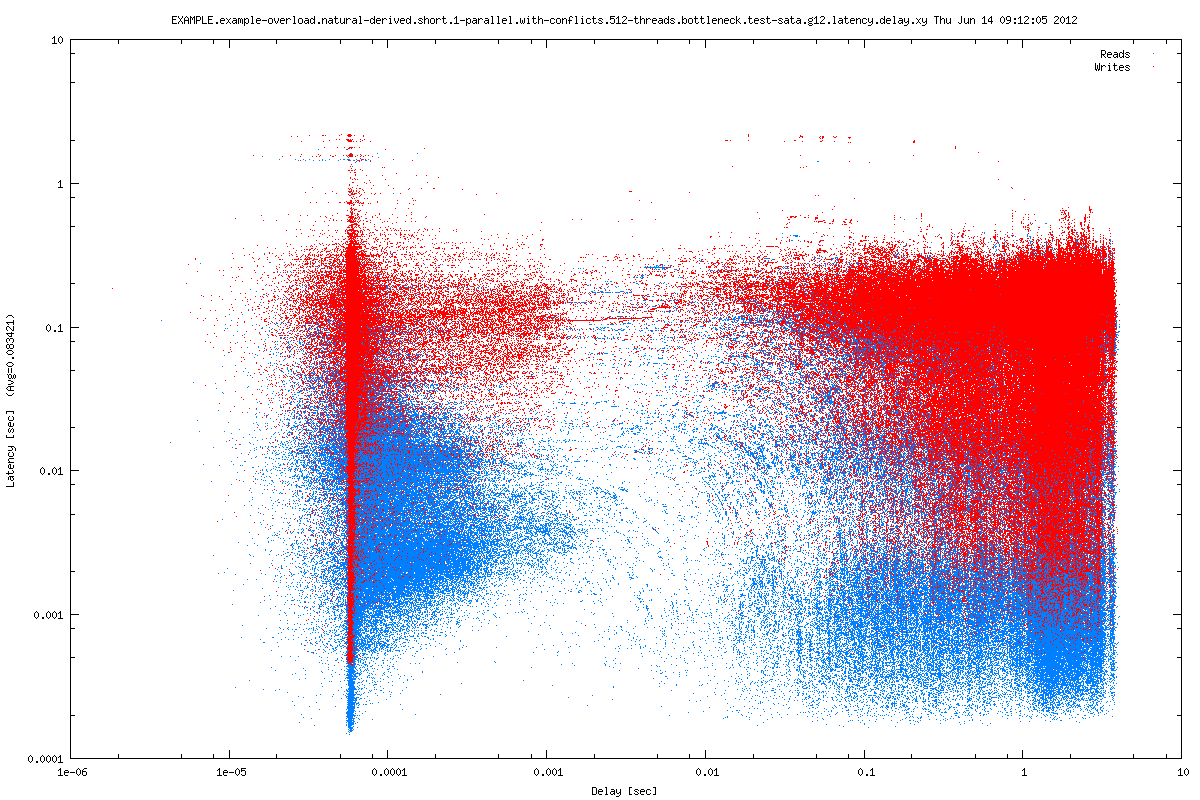 EXAMPLE.example-overload.natural-derived.short.1-parallel.with-conflicts.512-threads.bottleneck.test-sata.g12.latency.delay.xy Thu Jun 14 09:12:05 2012
Reads
Writes
10
1
0.1
0.01
0.001
0.0001
Latency [sec] (Avg=0.083421)
1e-06 1e-05 0.0001 0.001 0.01 0.1 1 10
Delay [sec]